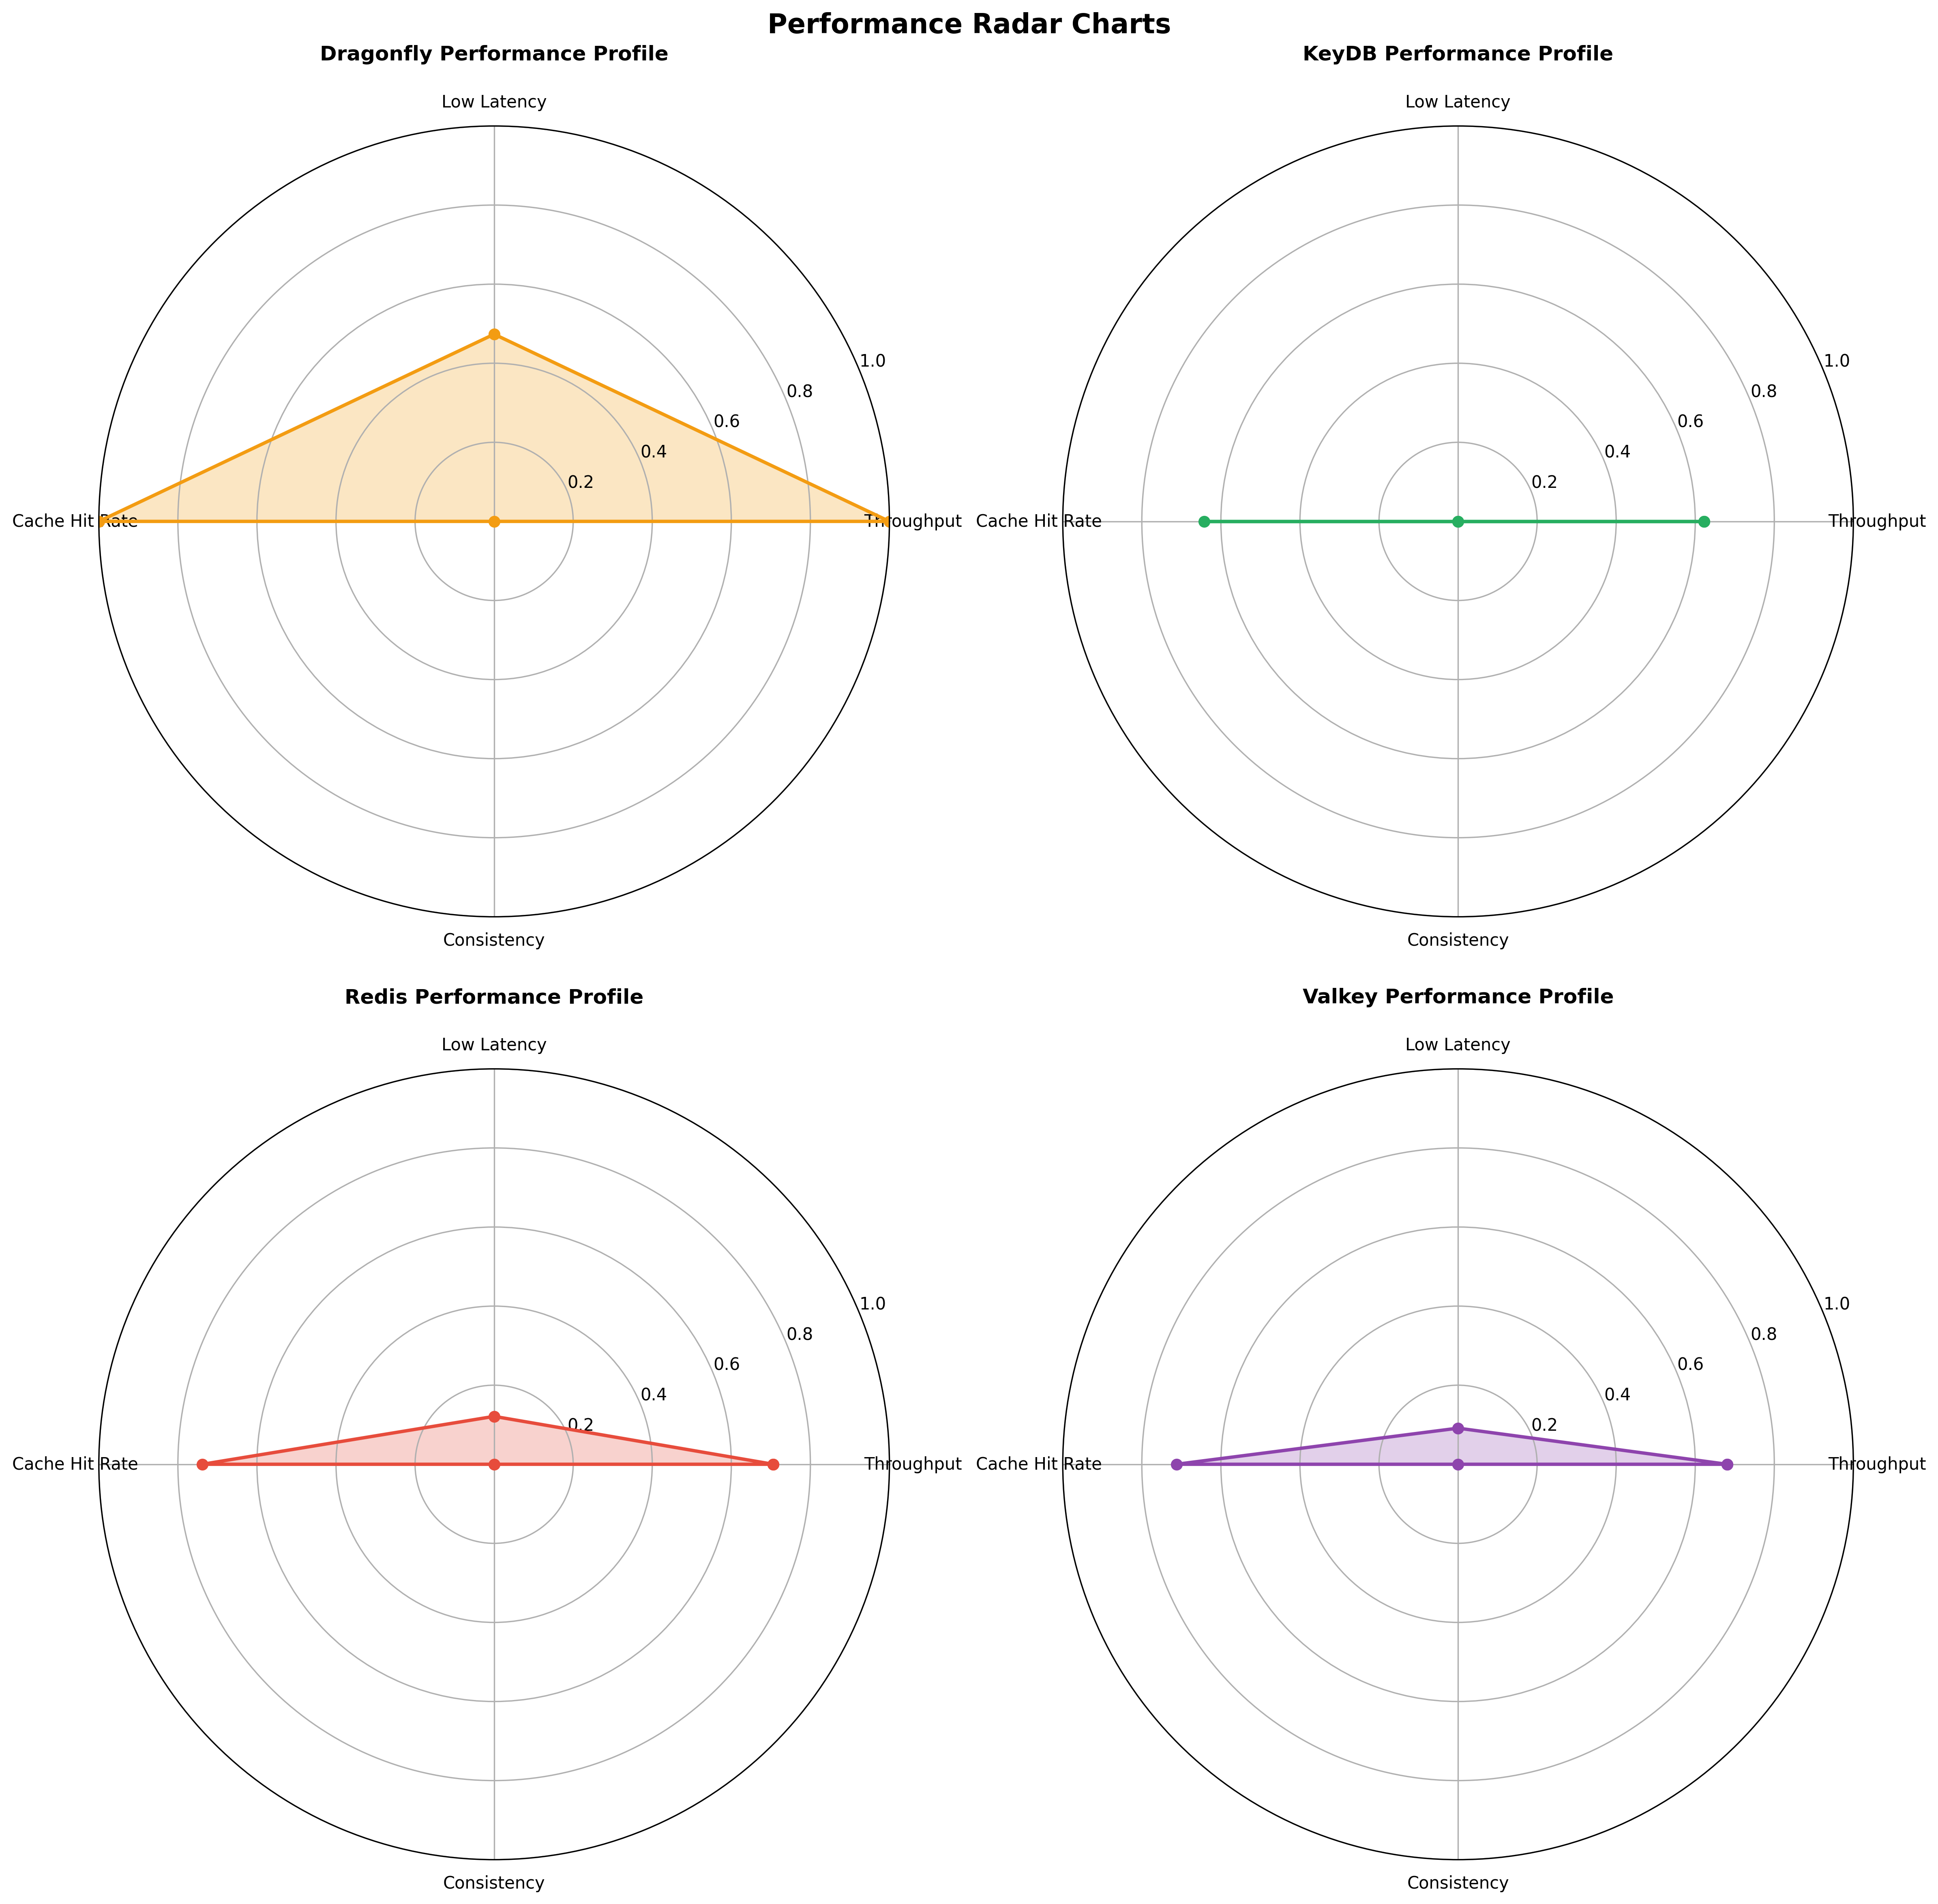 Performance Radar Charts
Dragonfly Performance Profile
Low Latency
1.0
0.8
0.6
0.4
0.2
Cache Hit Rate
Throughput
Consistency
KeyDB Performance Profile
Low Latency
1.0
0.8
0.6
0.4
0.2
Cache Hit Rate
Throughput
Consistency
Redis Performance Profile
Low Latency
1.0
0.8
0.6
0.4
0.2
Cache Hit Rate
Throughput
Consistency
Valkey Performance Profile
Low Latency
1.0
0.8
0.6
0.4
0.2
Cache Hit Rate
Throughput
Consistency